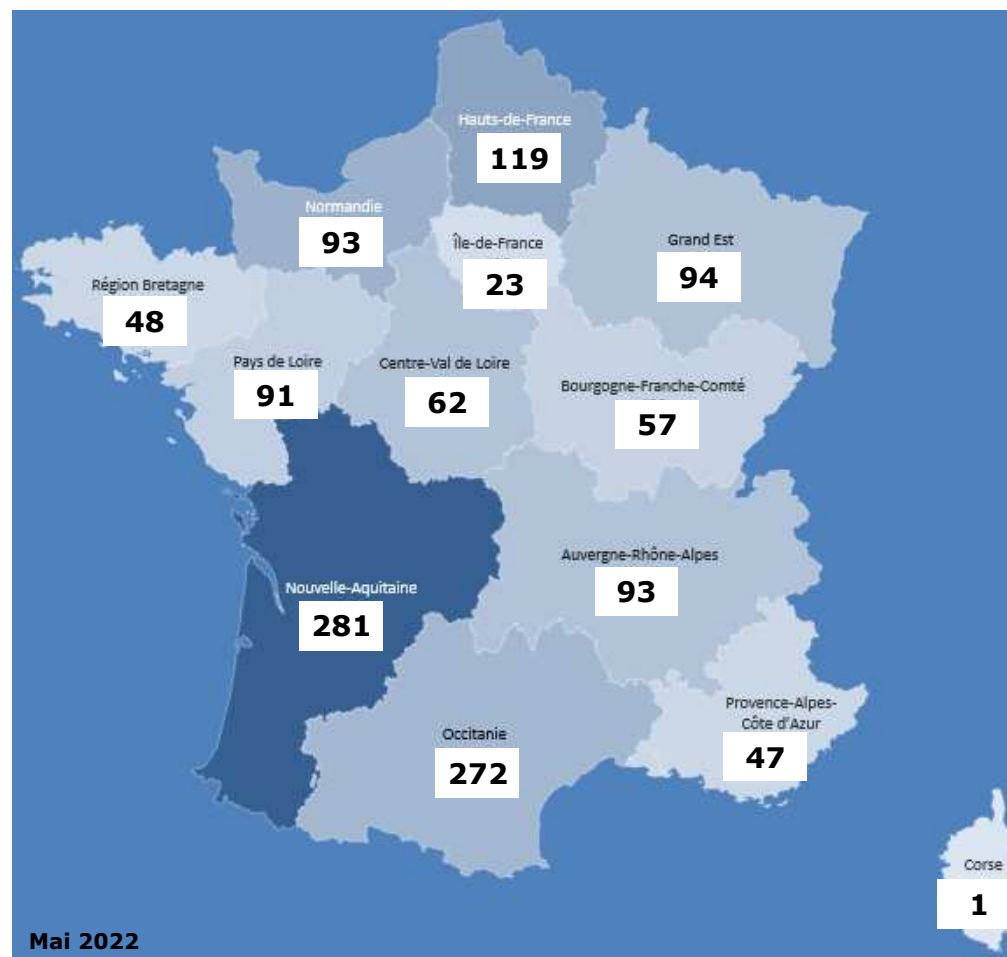 Hauts-de-France
119
Normandie
93
Île-de-France
23
Grand Est
94
Région Bretagne
48
Pays de Loire
91
Centre-Val de Loire
62
Bourgogne-Franche-Comté
57
Auvergne-Rhône-Alpes
93
Nouvelle-Aquitaine
281
Provence-Alpes-
Côte d'Azur
47
Occitanie
272
Corse
1
Mai 2022